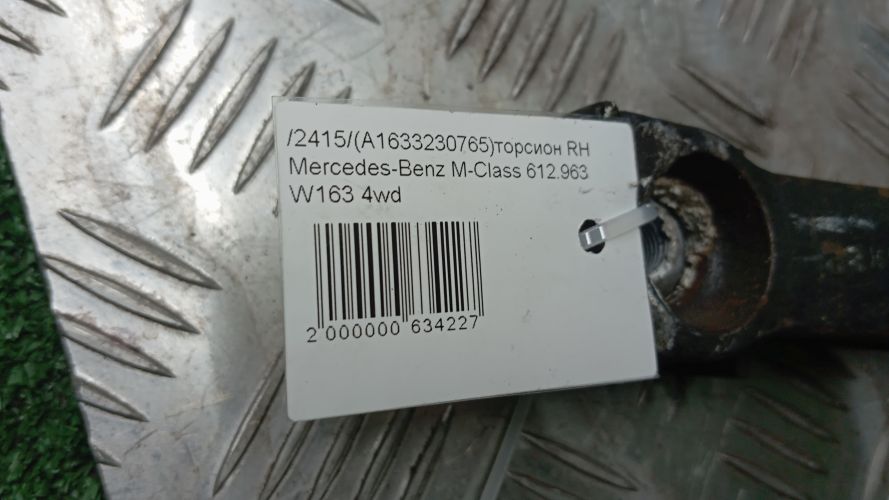 /2415/(A1633230765)торсион RH
Mercedes-Benz M-Class 612.963
W163 4wd
2 000000 634227